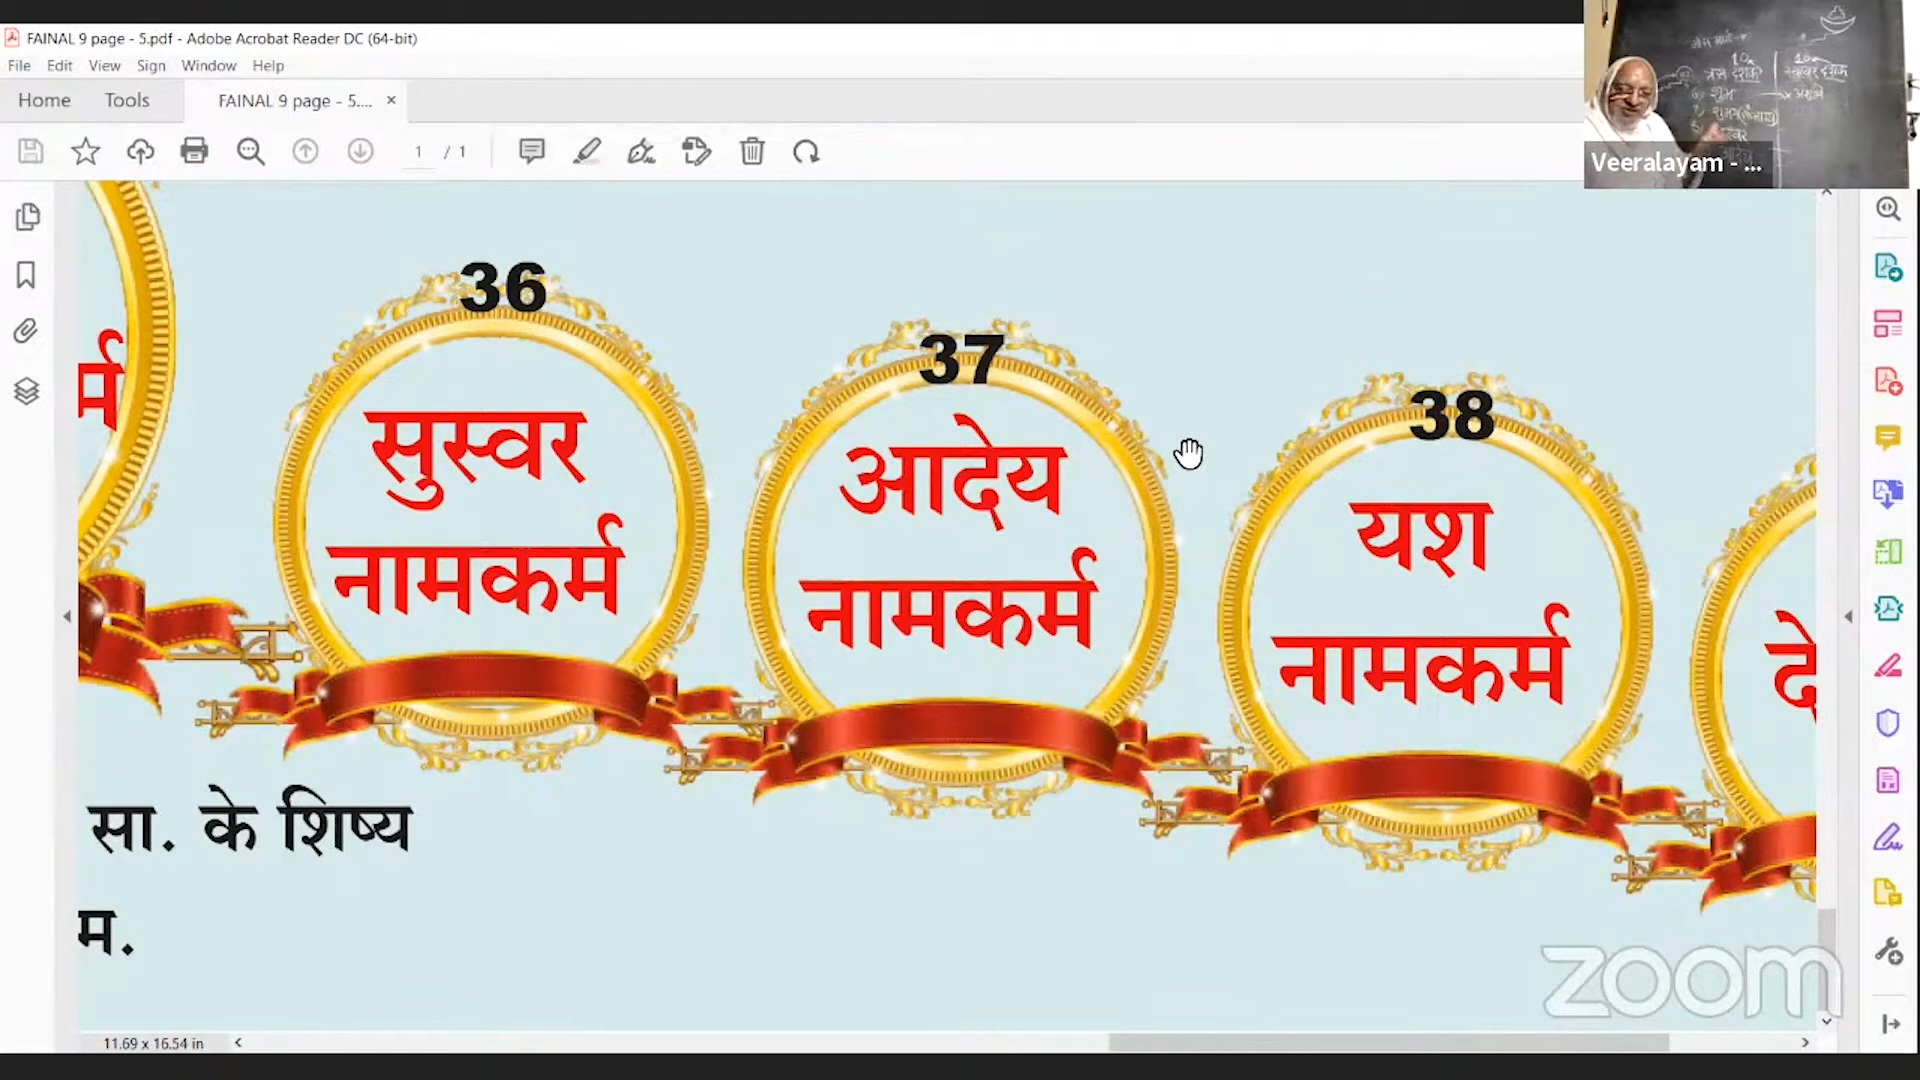 FAINAL 9 page - 5.pdf - Adobe Acrobat Reader DC (64-bit)
File Edit View Sign Window Help
Home Tools FAINAL 9 page - 5.... ×
1 / 1
Veeralayam - ...
36
सुस्वर
नामकर्म
37
आदेय
नामकर्म
38
यश
नामकर्म
र्म
दे
सा. के शिष्य
म.
zoom
11.69 x 16.54 in